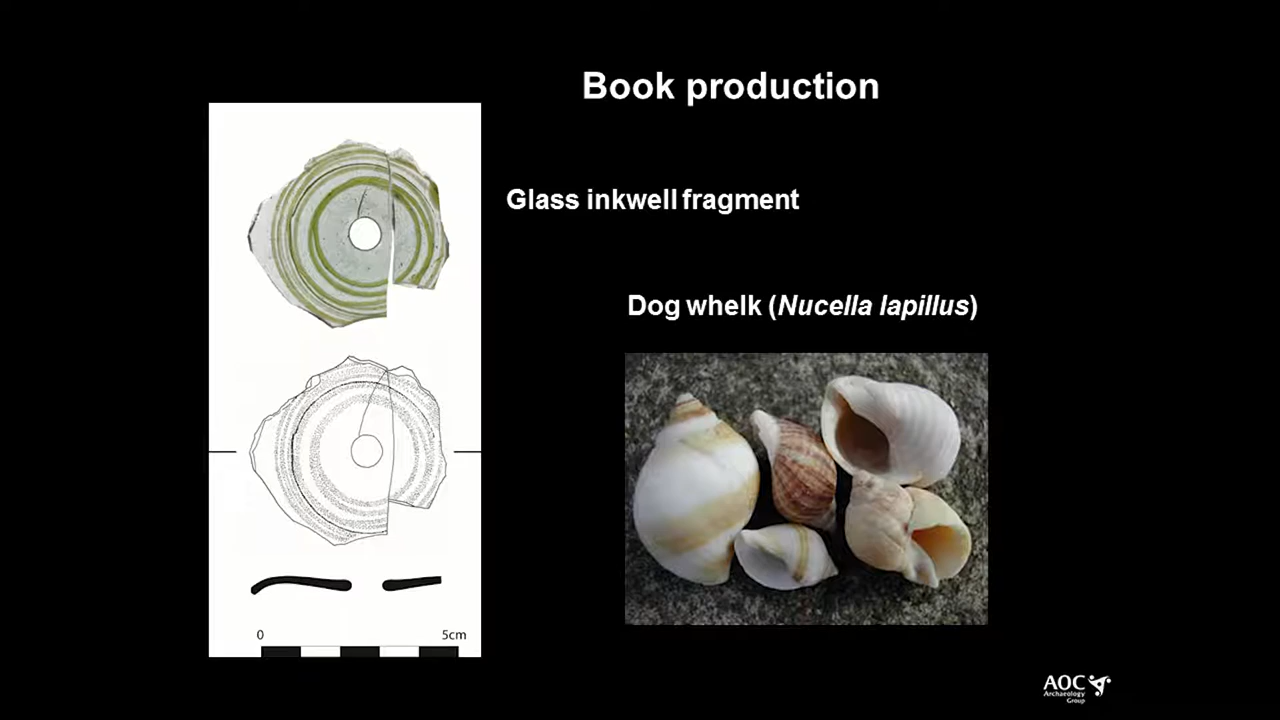 Book production
Glass inkwell fragment
Dog whelk (Nucella lapillus)
0 5cm
AOC
Archaeology
Group